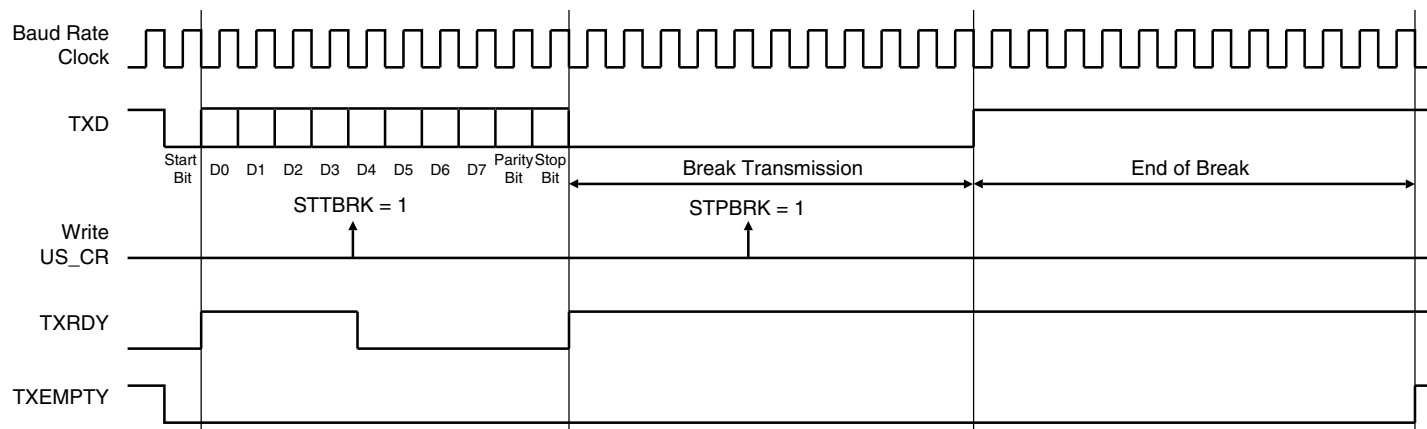 Baud Rate
Clock
TXD
Start
Bit
D0 D1 D2 D3 D4 D5 D6 D7
Parity
Bit
Stop
Bit
Break Transmission
End of Break
STTBRK = 1
STPBRK = 1
Write
US_CR
TXRDY
TXEMPTY